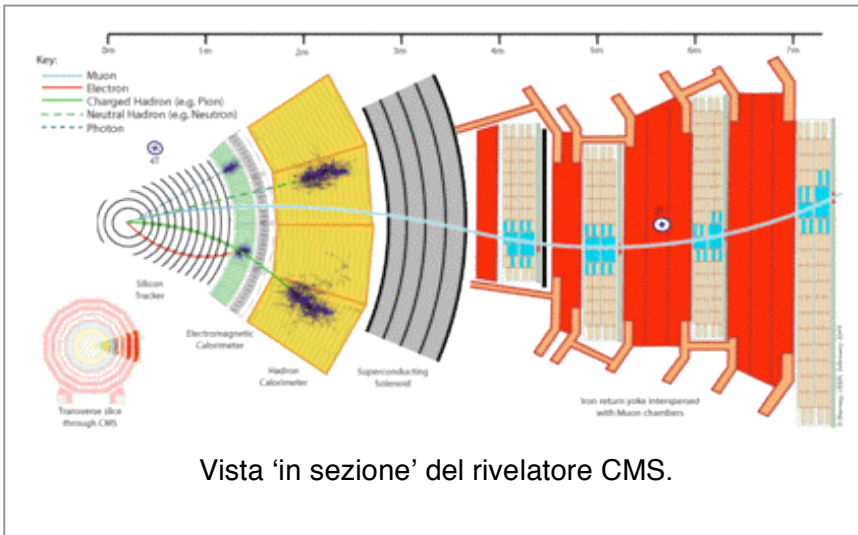 0m 1m 2m 3m 4m 5m 6m 7m
Key:
Muon
Electron
Charged Hadron (e.g. Pion)
Neutral Hadron (e.g. Neutron)
Photon
4T
Silicon
Tracker
Electromagnetic
Calorimeter
Hadron
Calorimeter
Superconducting
Solenoid
Iron return yoke interspersed
with Muon chambers
Transverse slice
through CMS
Vista ‘in sezione’ del rivelatore CMS.